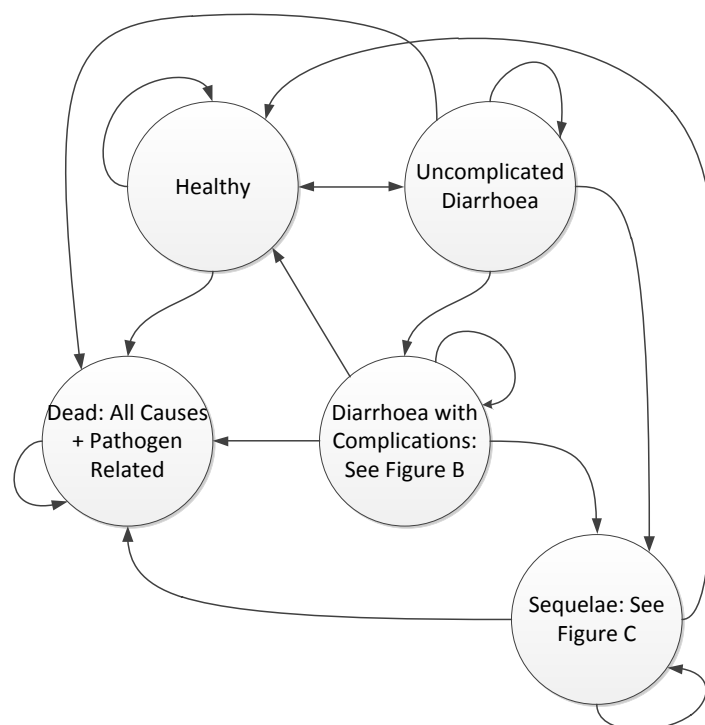 Healthy
Uncomplicated
Diarrhoea
Dead: All Causes
+ Pathogen
Related
Diarrhoea with
Complications:
See Figure B
Sequelae: See
Figure C